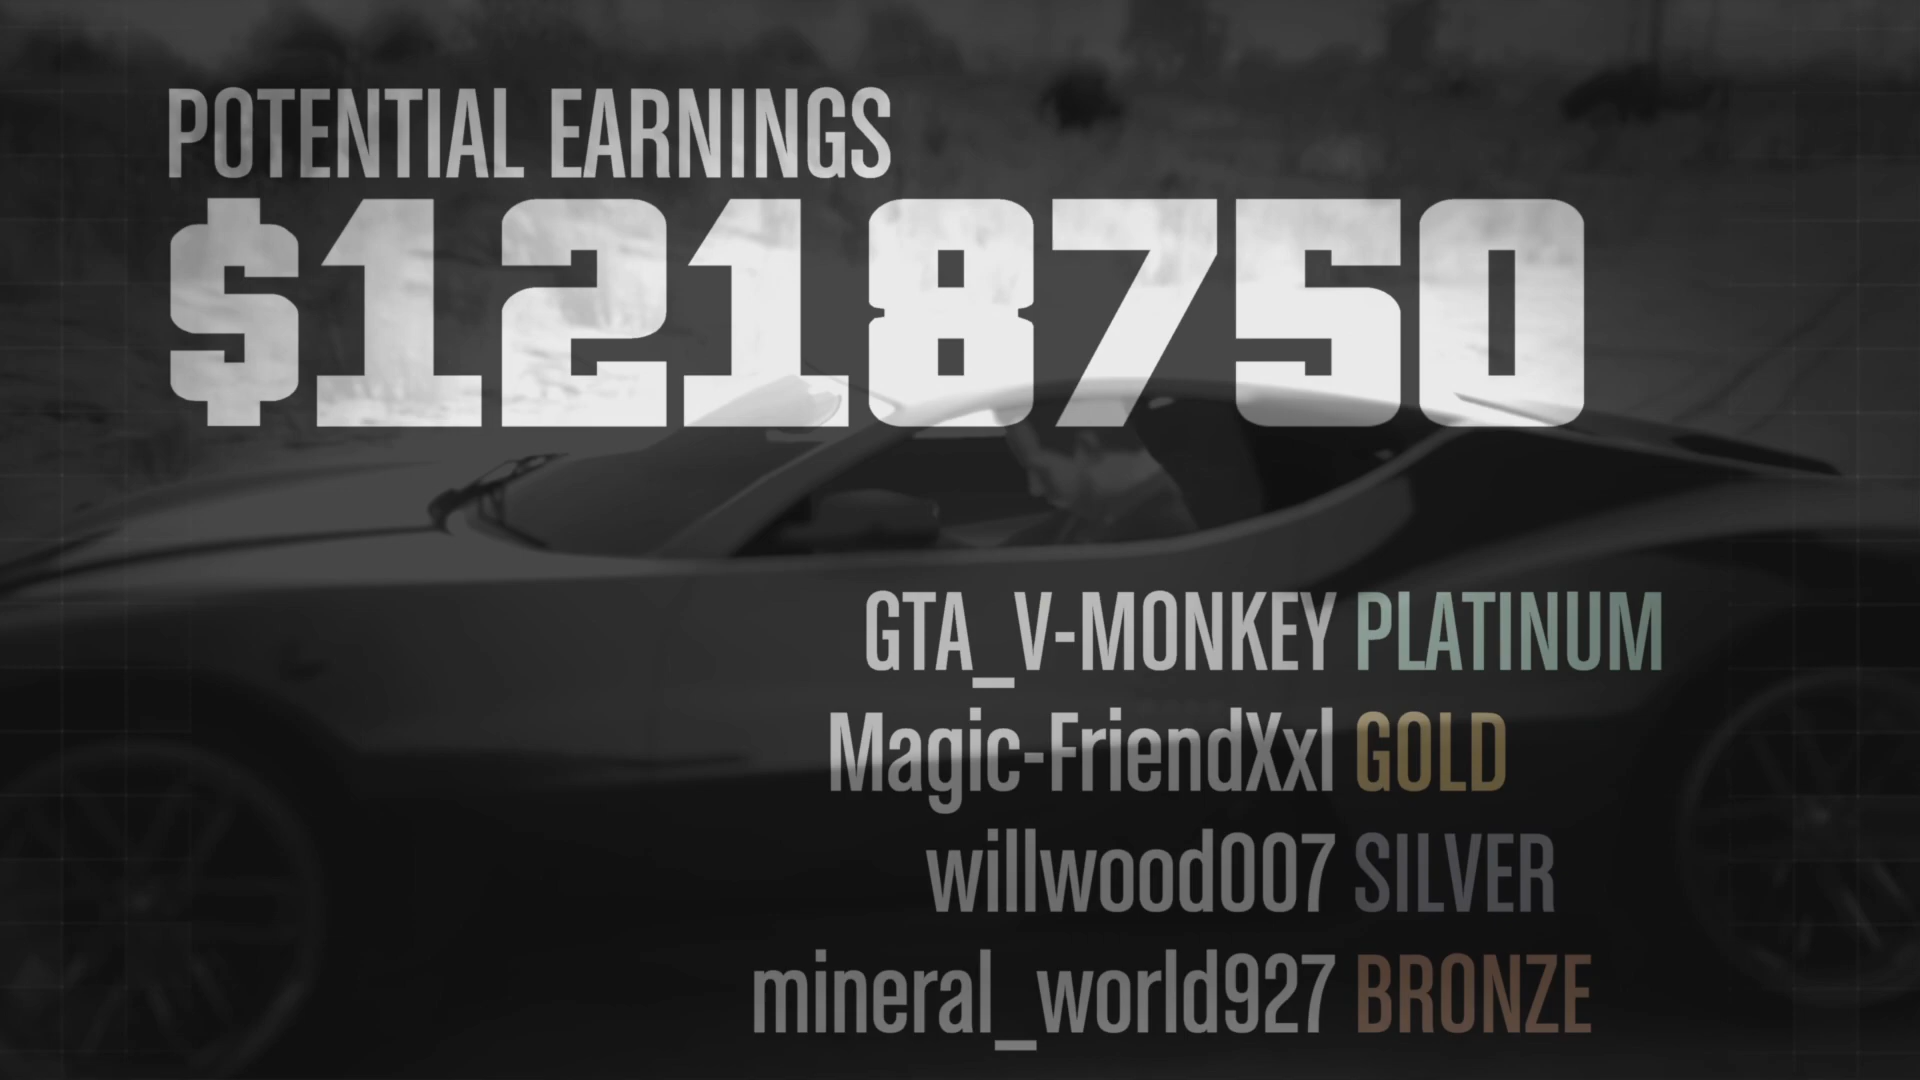 POTENTIAL EARNINGS
$1218750
GTA_V-MONKEY PLATINUM
Magic-FriendXxl GOLD
willwood007 SILVER
mineral_world927 BRONZE